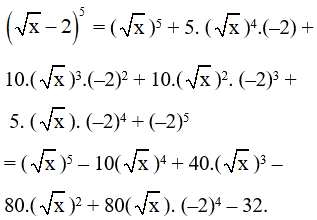 (√x − 2)⁵ = (√x)⁵ + 5. (√x)⁴.(–2) +
10.(√x)³.(–2)² + 10.(√x)². (–2)³ +
5. (√x). (–2)⁴ + (–2)⁵
= (√x)⁵ – 10(√x)⁴ + 40.(√x)³ –
80.(√x)² + 80(√x). (–2)⁴ – 32.